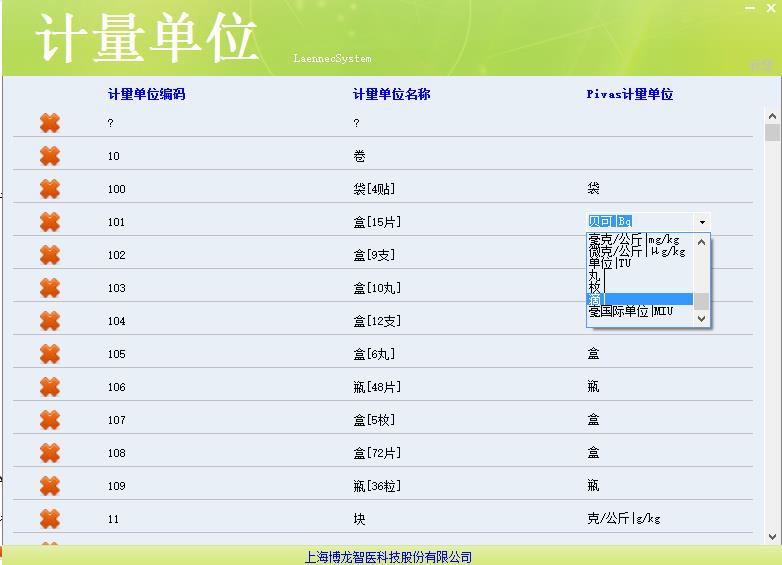 计量单位
LaennecSystem
计量单位编码 计量单位名称 Pivas计量单位
? ?
10 卷
100 袋[4贴] 袋
101 盒[15片] 贝可|Bq
毫克/公斤|mg/kg
微克/公斤|μg/kg
单位|TU
丸|
枚|
滴|
毫国际单位|MIU
102 盒[9支]
103 盒[10丸]
104 盒[12支]
105 盒[6丸] 盒
106 瓶[48片] 瓶
107 盒[5枚] 盒
108 盒[72片] 盒
109 瓶[36粒] 瓶
11 块 克/公斤|g/kg
上海博龙智医科技股份有限公司